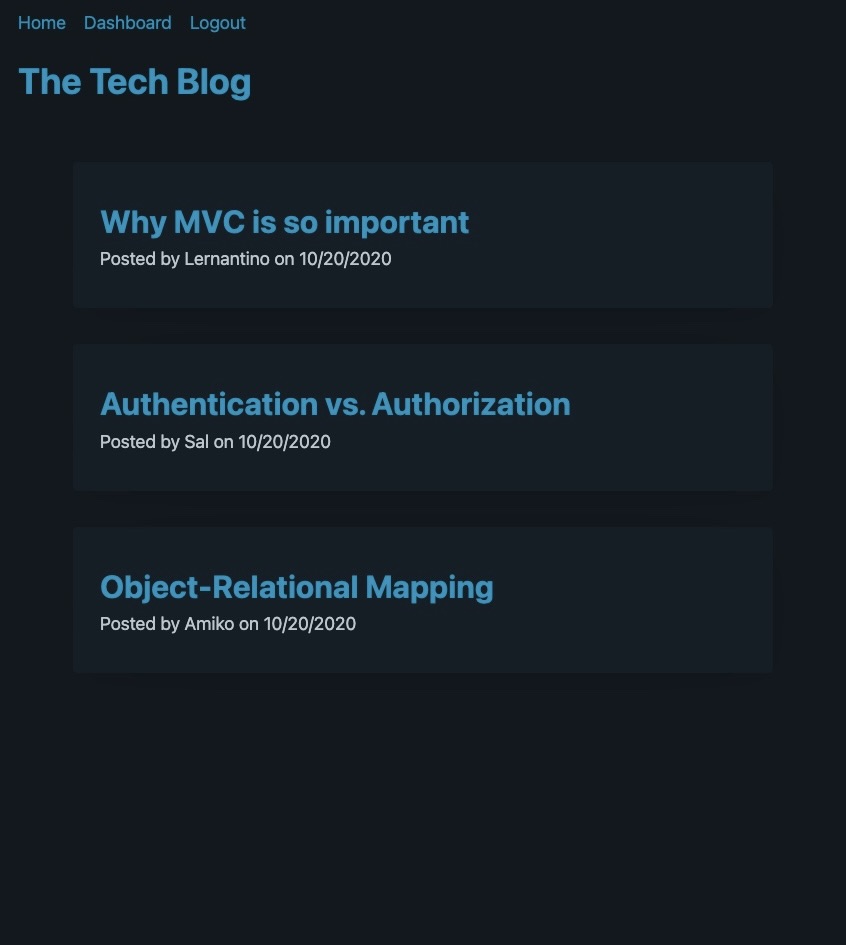 Home Dashboard Logout
The Tech Blog
Why MVC is so important
Posted by Lernantino on 10/20/2020
Authentication vs. Authorization
Posted by Sal on 10/20/2020
Object-Relational Mapping
Posted by Amiko on 10/20/2020